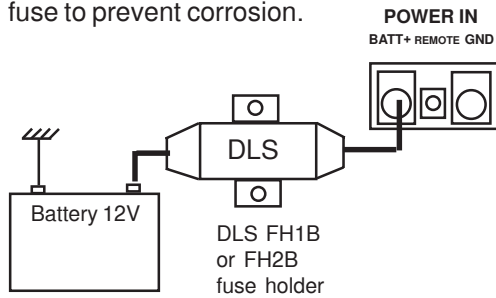 fuse to prevent corrosion.
POWER IN
BATT+ REMOTE GND
DLS
Battery 12V
DLS FH1B
or FH2B
fuse holder